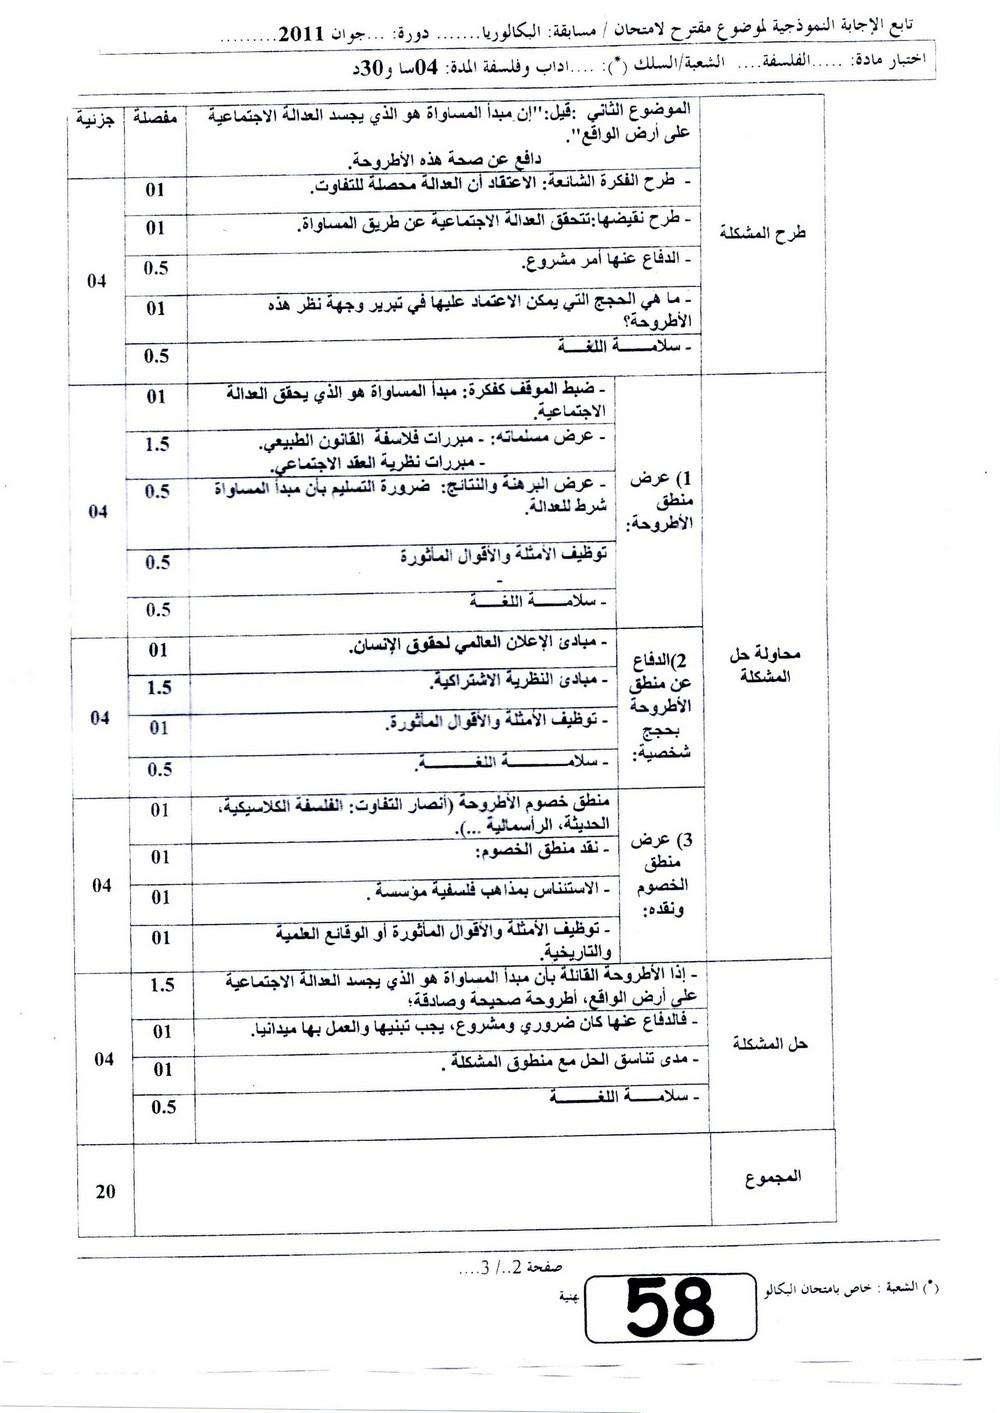 تابع الإجابة النموذجية لموضوع مقترح لامتحان / مسابقة: البكالوريا....... دورة: ...جوان 2011.........
اختبار مادة: .....الفلسفة.... الشعبة/السلك (*): ....اداب وفلسفة المدة: 04سا و30د
جزئية
مفصلة
الموضوع الثاني :قيل:"إن مبدأ المساواة هو الذي يجسد العدالة الاجتماعية
على أرض الواقع".
دافع عن صحة هذه الأطروحة.
طرح المشكلة
- طرح الفكرة الشائعة: الاعتقاد أن العدالة محصلة للتفاوت.
01
- طرح نقيضها:تتحقق العدالة الاجتماعية عن طريق المساواة.
01
- الدفاع عنها أمر مشروع.
0.5
04
- ما هي الحجج التي يمكن الاعتماد عليها في تبرير وجهة نظر هذه
الأطروحة؟
01
- سلامــــة اللغـــة
0.5
محاولة حل
المشكلة
1) عرض
منطق
الأطروحة:
- ضبط الموقف كفكرة: مبدأ المساواة هو الذي يحقق العدالة
الاجتماعية.
01
- عرض مسلماته: - مبررات فلاسفة القانون الطبيعي.
- مبررات نظرية العقد الاجتماعي.
1.5
- عرض البرهنة والنتائج: ضرورة التسليم بأن مبدأ المساواة
شرط للعدالة.
0.5
04
توظيف الأمثلة والأقوال المأثورة
-
0.5
- سلامــــة اللغـــة
0.5
2)الدفاع
عن منطق
الأطروحة
بحجج
شخصية:
- مبادئ الإعلان العالمي لحقوق الإنسان.
01
- مبادئ النظرية الاشتراكية.
1.5
- توظيف الأمثلة والأقوال المأثورة.
01
04
- سلامـــــــة اللغـــــــة.
0.5
3) عرض
منطق
الخصوم
ونقده:
منطق خصوم الأطروحة (أنصار التفاوت: الفلسفة الكلاسيكية،
الحديثة، الرأسمالية ...).
01
- نقد منطق الخصوم:
01
- الاستئناس بمذاهب فلسفية مؤسسة .
01
04
- توظيف الأمثلة والأقوال المأثورة أو الوقائع العلمية
والتاريخية.
01
حل المشكلة
- إذا الأطروحة القائلة بأن مبدأ المساواة هو الذي يجسد العدالة الاجتماعية
على أرض الواقع، أطروحة صحيحة وصادقة؛
1.5
- فالدفاع عنها كان ضروري ومشروع، يجب تبنيها والعمل بها ميدانيا.
01
04
- مدى تناسق الحل مع منطوق المشكلة .
01
- سلامــــة اللغـــــة
0.5
المجموع
20
صفحة 2../ 3....
(*) الشعبة : خاص بامتحان البكالو
هنية
58